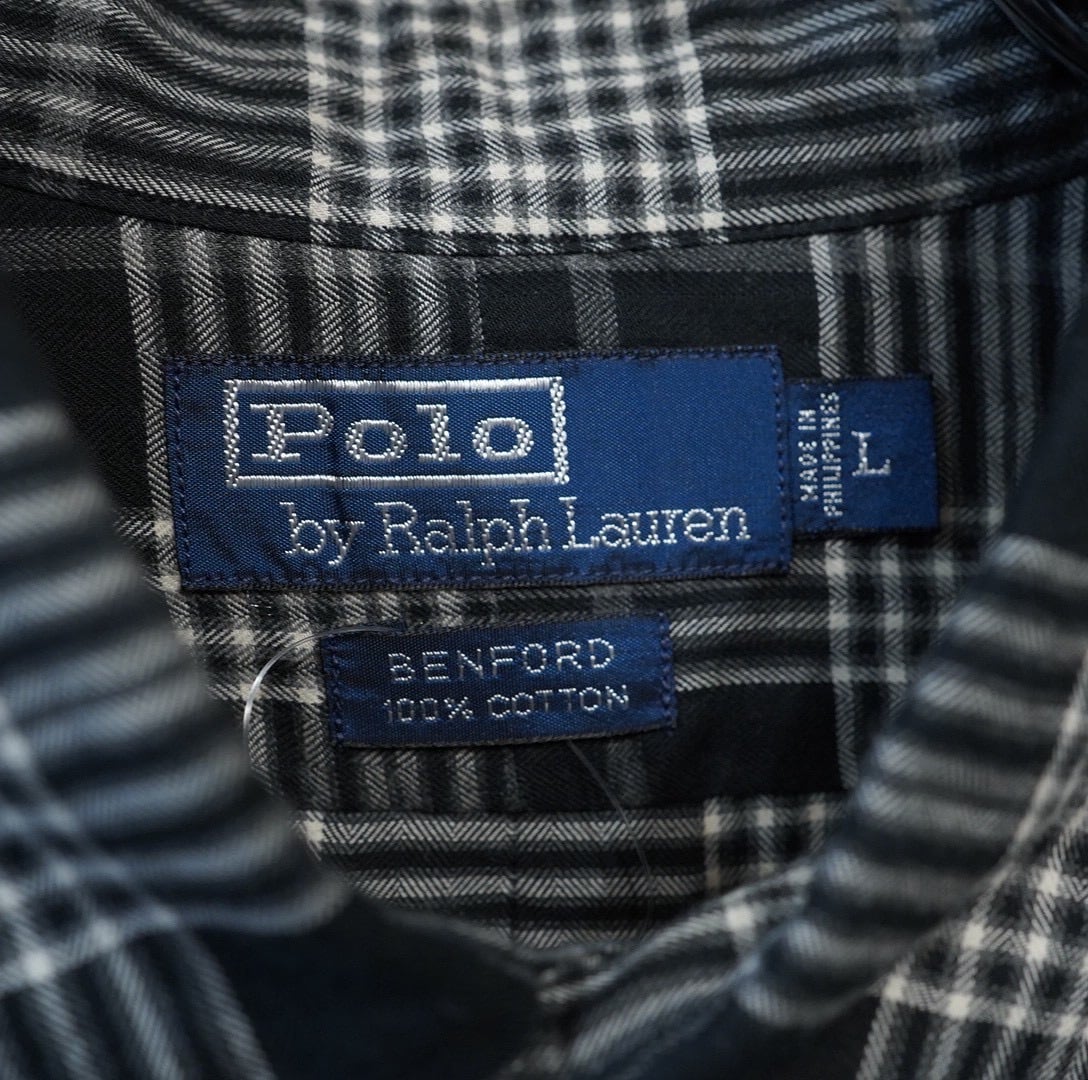 Polo
by Ralph Lauren
MADE IN
PHILIPPINES
L
BENFORD
100% COTTON